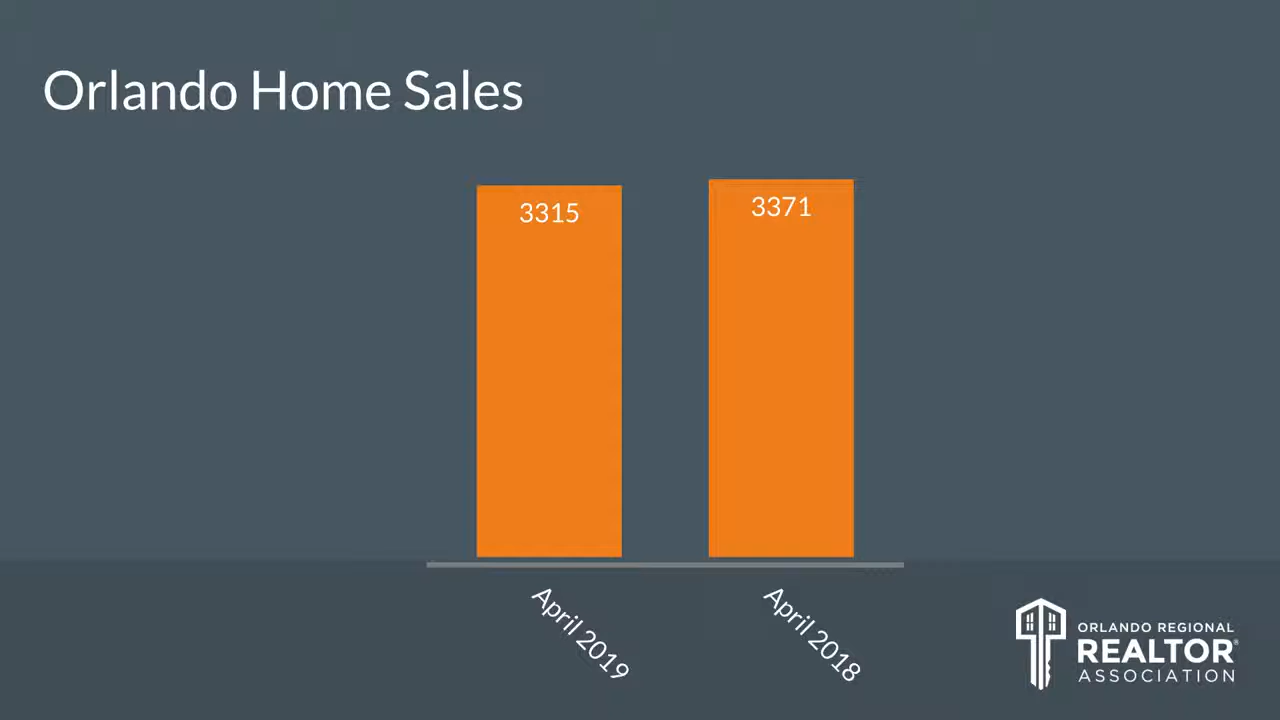 Orlando Home Sales
3315
3371
April 2019
April 2018
ORLANDO REGIONAL
REALTOR®
ASSOCIATION